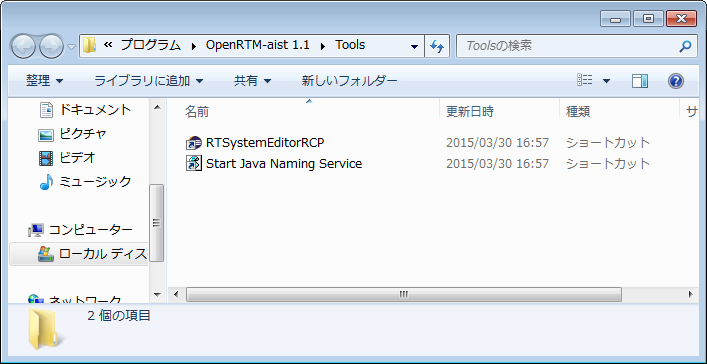 « プログラム ▸ OpenRTM-aist 1.1 ▸ Tools
Toolsの検索
整理 ライブラリに追加 共有 新しいフォルダー
ドキュメント
ピクチャ
ビデオ
ミュージック
コンピューター
ローカル ディス
ネットワーク
名前 更新日時 種類 サ
RTSystemEditorRCP 2015/03/30 16:57 ショートカット
Start Java Naming Service 2015/03/30 16:57 ショートカット
2 個の項目